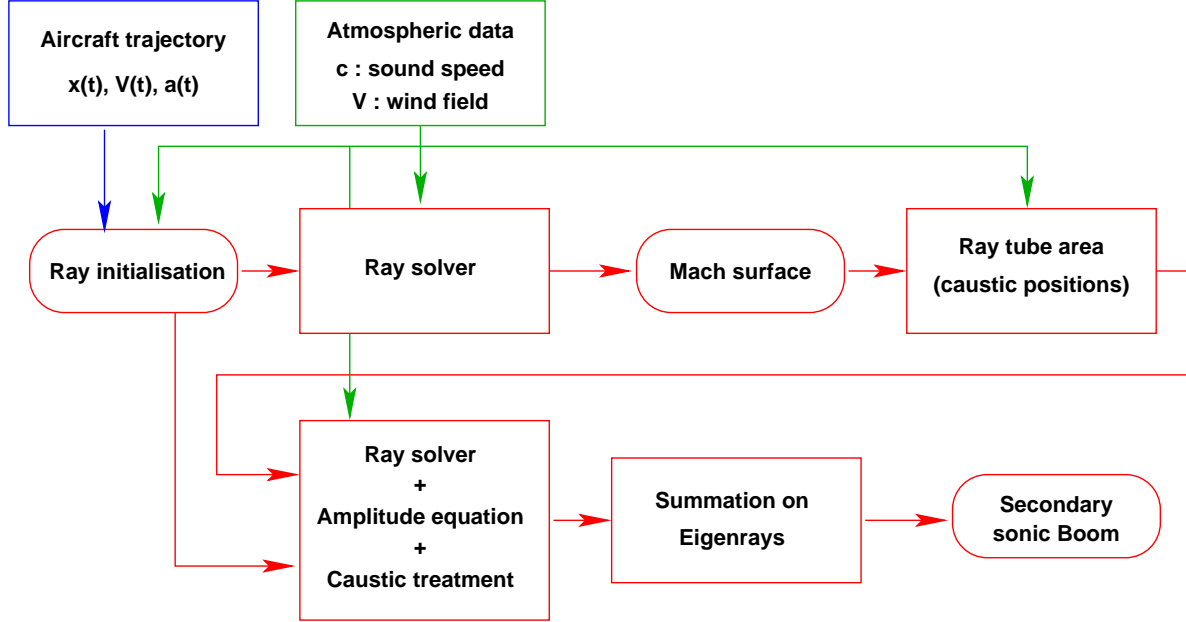 Aircraft trajectory
x(t), V(t), a(t)
Atmospheric data
c : sound speed
V : wind field
Ray initialisation
Ray solver
Mach surface
Ray tube area
(caustic positions)
Ray solver
+
Amplitude equation
+
Caustic treatment
Summation on
Eigenrays
Secondary
sonic Boom